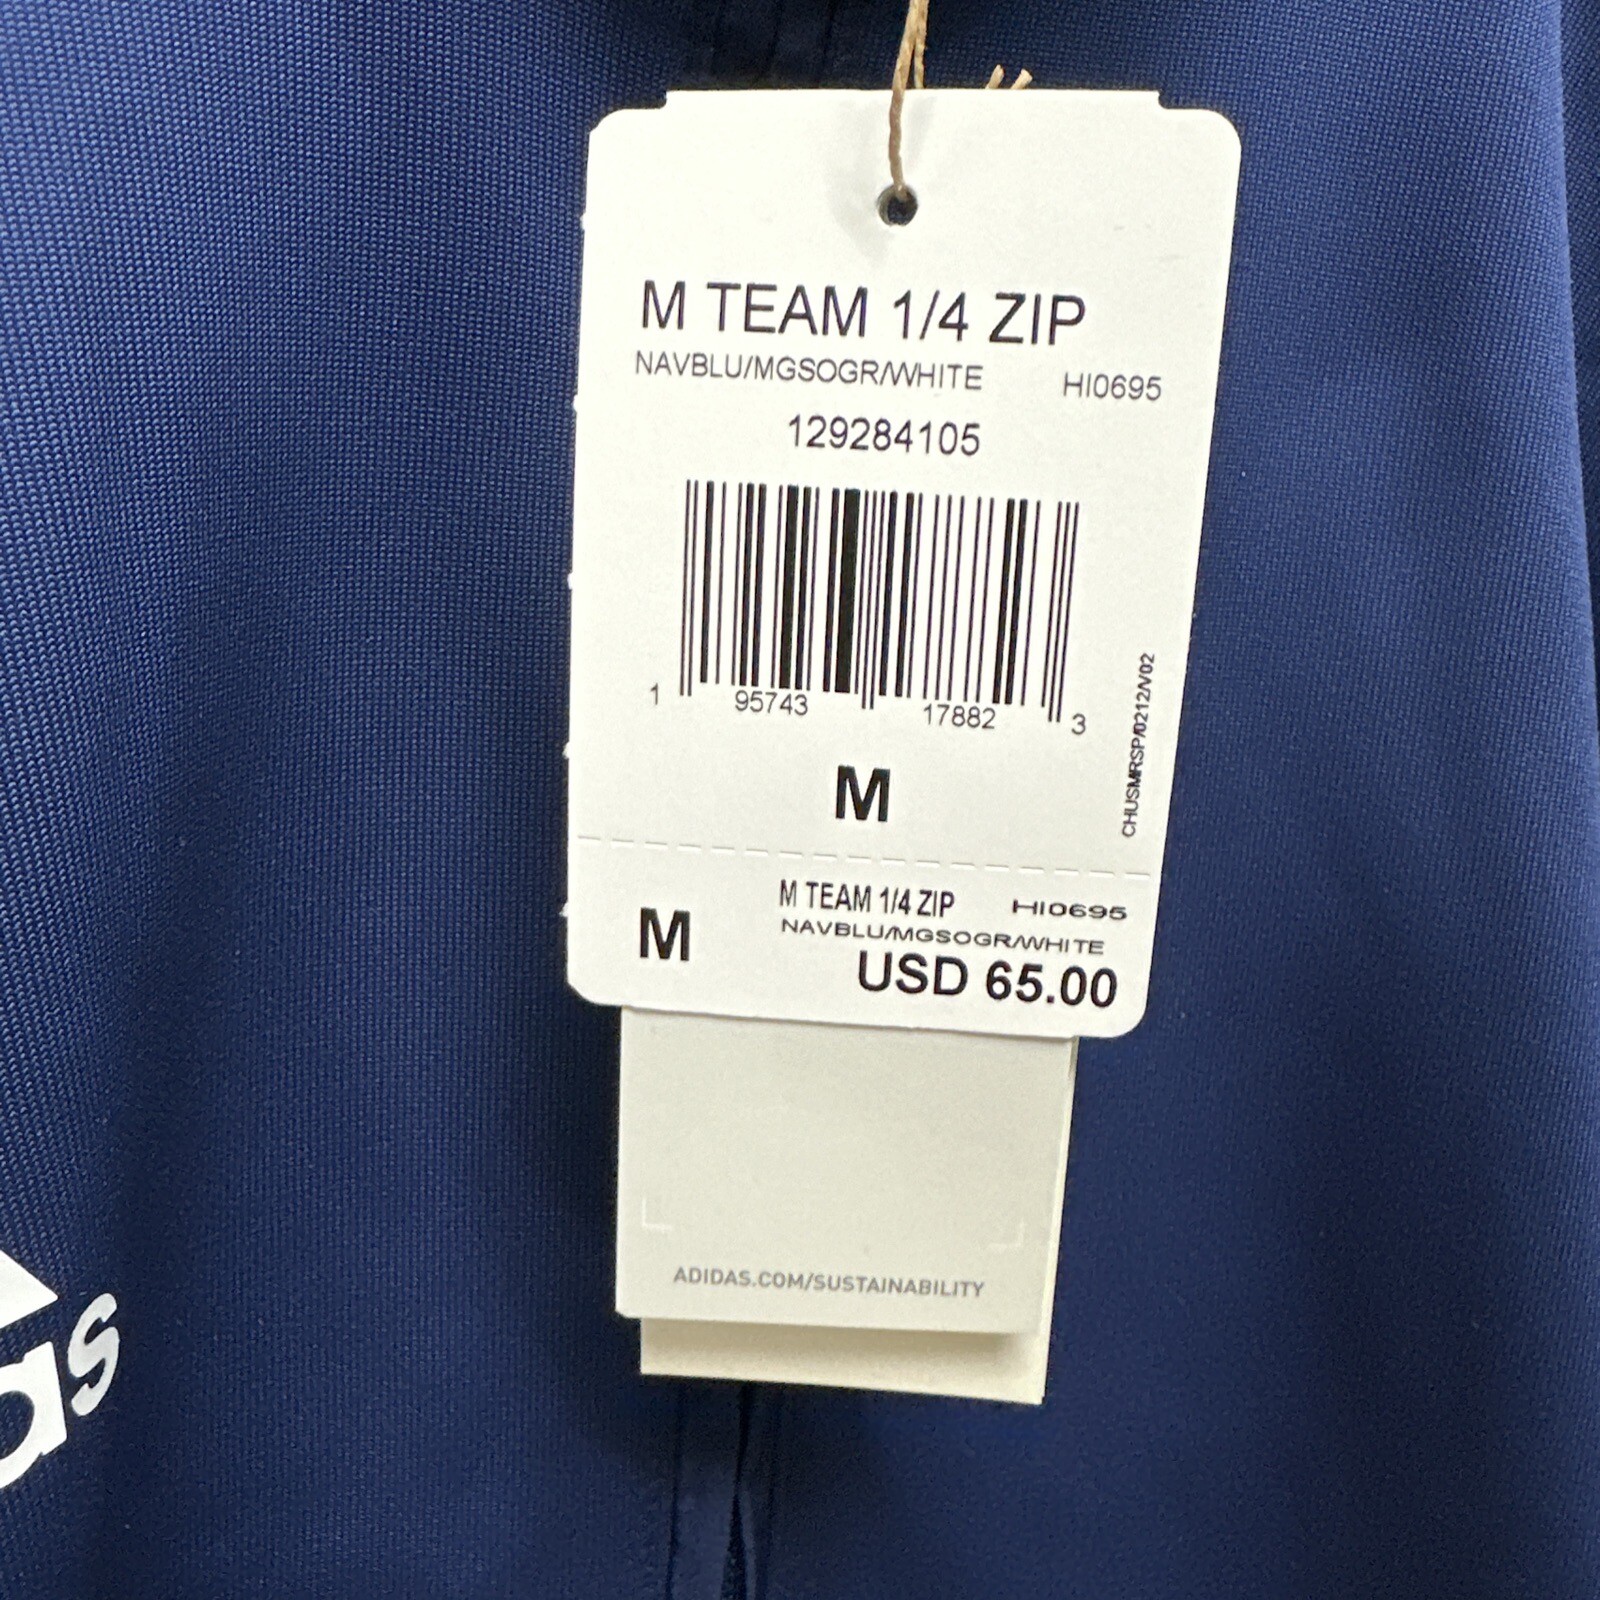 M TEAM 1/4 ZIP
NAVBLU/MGSOGR/WHITE HI0695
129284105
1 95743 17882 3
CHUSMRSP/0212/V02
M
M TEAM 1/4 ZIP HI0695
NAVBLU/MGSOGR/WHITE
M USD 65.00
ADIDAS.COM/SUSTAINABILITY
as